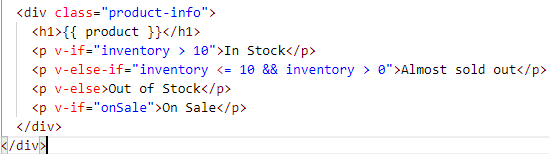 <div class="product-info">
<h1>{{ product }}</h1>
<p v-if="inventory > 10">In Stock</p>
<p v-else-if="inventory <= 10 && inventory > 0">Almost sold out</p>
<p v-else>Out of Stock</p>
<p v-if="onSale">On Sale</p>
</div>
</div>